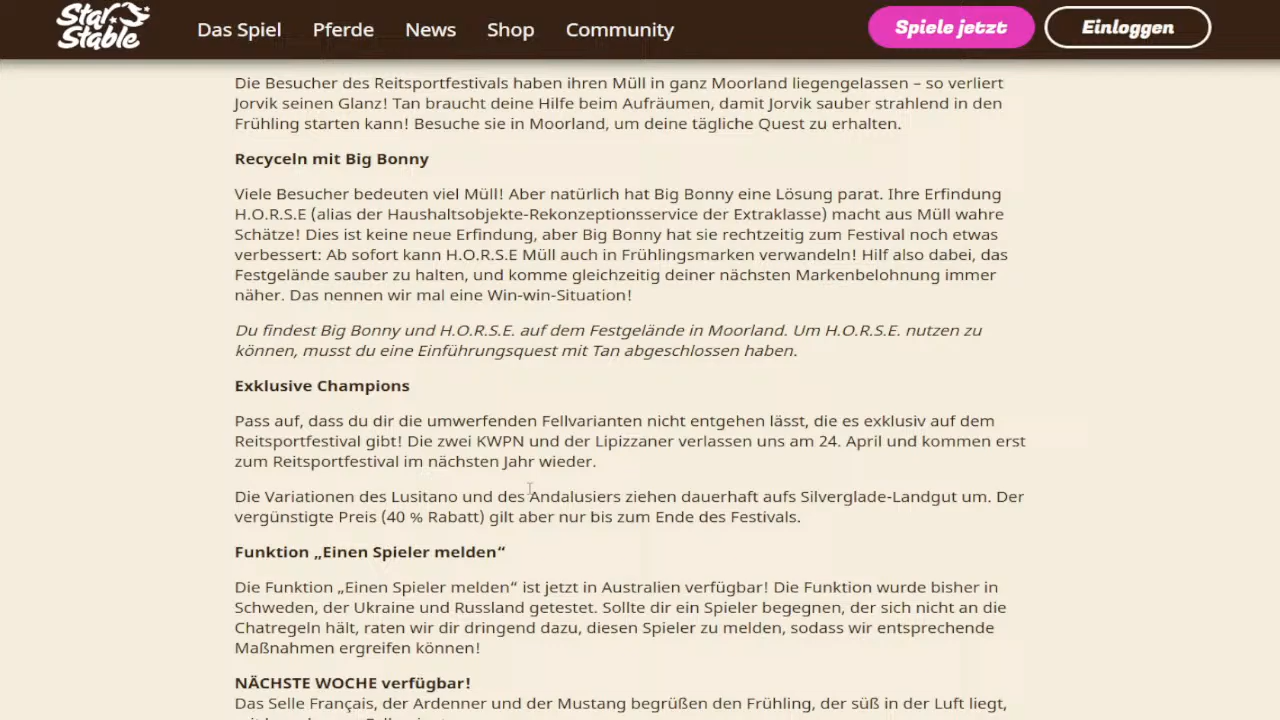 Star Stable
Das Spiel Pferde News Shop Community Spiele jetzt Einloggen
Die Besucher des Reitsportfestivals haben ihren Müll in ganz Moorland liegengelassen – so verliert
Jorvik seinen Glanz! Tan braucht deine Hilfe beim Aufräumen, damit Jorvik sauber strahlend in den
Frühling starten kann! Besuche sie in Moorland, um deine tägliche Quest zu erhalten.
Recyceln mit Big Bonny
Viele Besucher bedeuten viel Müll! Aber natürlich hat Big Bonny eine Lösung parat. Ihre Erfindung
H.O.R.S.E (alias der Haushaltsobjekte-Rekonzeptionsservice der Extraklasse) macht aus Müll wahre
Schätze! Dies ist keine neue Erfindung, aber Big Bonny hat sie rechtzeitig zum Festival noch etwas
verbessert: Ab sofort kann H.O.R.S.E Müll auch in Frühlingsmarken verwandeln! Hilf also dabei, das
Festgelände sauber zu halten, und komme gleichzeitig deiner nächsten Markenbelohnung immer
näher. Das nennen wir mal eine Win-win-Situation!
Du findest Big Bonny und H.O.R.S.E. auf dem Festgelände in Moorland. Um H.O.R.S.E. nutzen zu
können, musst du eine Einführungsquest mit Tan abgeschlossen haben.
Exklusive Champions
Pass auf, dass du dir die umwerfenden Fellvarianten nicht entgehen lässt, die es exklusiv auf dem
Reitsportfestival gibt! Die zwei KWPN und der Lipizzaner verlassen uns am 24. April und kommen erst
zum Reitsportfestival im nächsten Jahr wieder.
Die Variationen des Lusitano und des Andalusiers ziehen dauerhaft aufs Silverglade-Landgut um. Der
vergünstigte Preis (40 % Rabatt) gilt aber nur bis zum Ende des Festivals.
Funktion „Einen Spieler melden“
Die Funktion „Einen Spieler melden“ ist jetzt in Australien verfügbar! Die Funktion wurde bisher in
Schweden, der Ukraine und Russland getestet. Sollte dir ein Spieler begegnen, der sich nicht an die
Chatregeln hält, raten wir dir dringend dazu, diesen Spieler zu melden, sodass wir entsprechende
Maßnahmen ergreifen können!
NÄCHSTE WOCHE verfügbar!
Das Selle Français, der Ardenner und der Mustang begrüßen den Frühling, der süß in der Luft liegt,